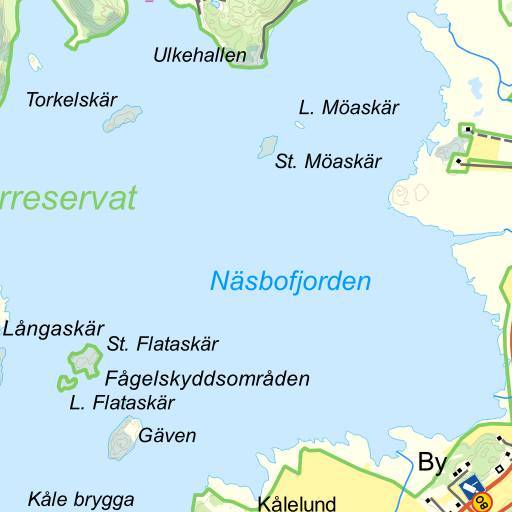 Ulkehallen
Torkelskär
L. Möaskär
St. Möaskär
rreservat
Näsbofjorden
Långaskär
St. Flataskär
Fågelskyddsområden
L. Flataskär
Gäven
By
Kåle brygga
Kålelund